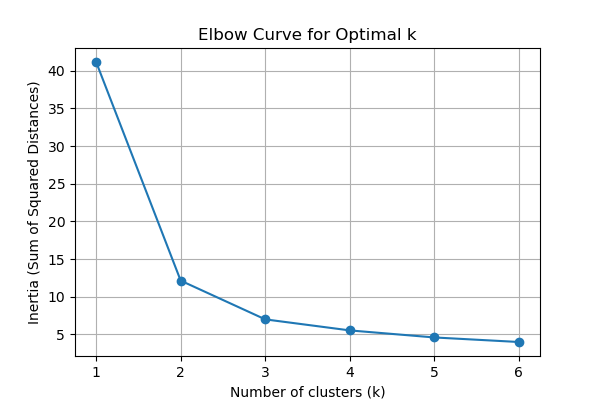 Elbow Curve for Optimal k
Inertia (Sum of Squared Distances)
40
35
30
25
20
15
10
5
1 2 3 4 5 6
Number of clusters (k)